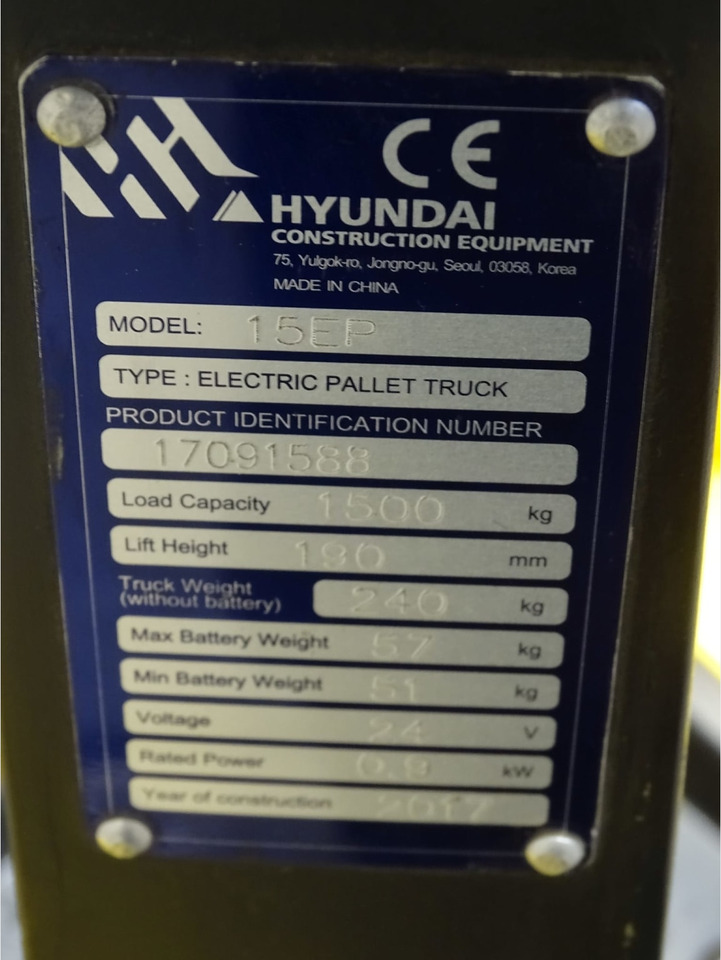 CE
HYUNDAI
CONSTRUCTION EQUIPMENT
75, Yulgok-ro, Jongno-gu, Seoul, 03058, Korea
MADE IN CHINA
MODEL: 15EP
TYPE : ELECTRIC PALLET TRUCK
PRODUCT IDENTIFICATION NUMBER
17091588
Load Capacity 1500 kg
Lift Height 190 mm
Truck Weight
(without battery) 240 kg
Max Battery Weight 57 kg
Min Battery Weight 51 kg
Voltage 24 V
Rated Power 0.9 kW
Year of construction 2017